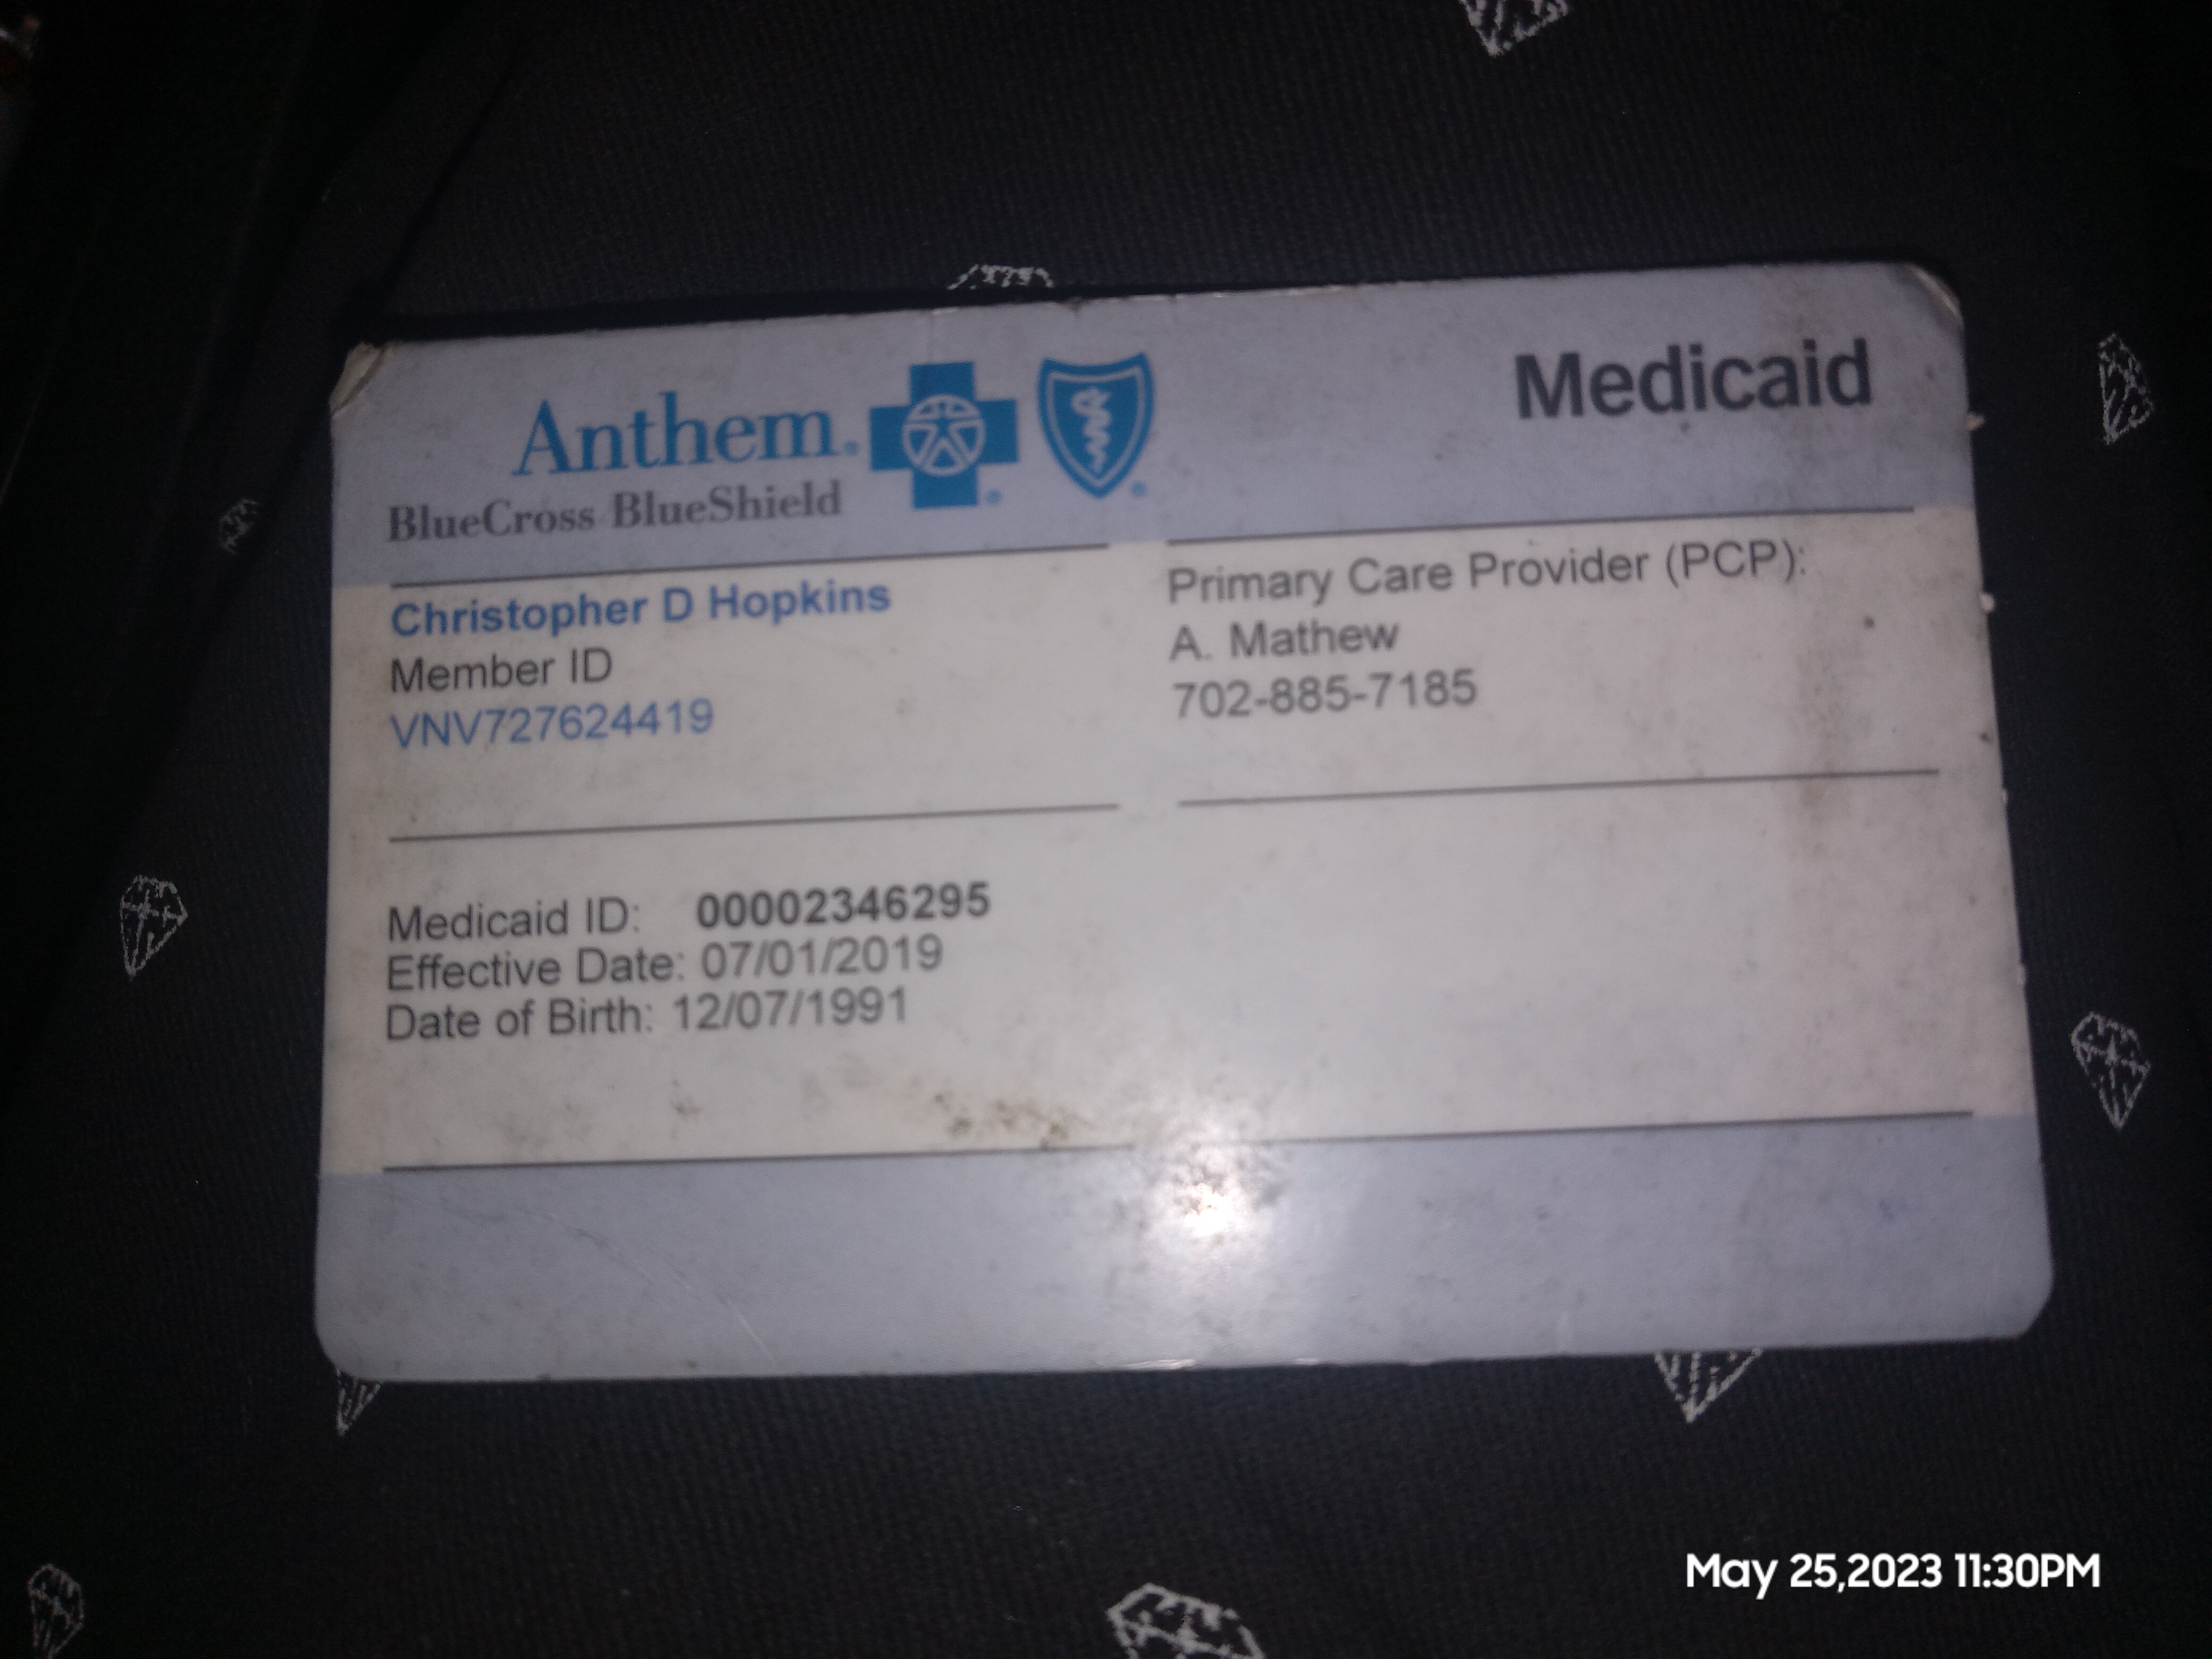 Anthem®
BlueCross BlueShield
Medicaid
Christopher D Hopkins
Member ID
VNV727624419
Primary Care Provider (PCP):
A. Mathew
702-885-7185
Medicaid ID: 00002346295
Effective Date: 07/01/2019
Date of Birth: 12/07/1991
May 25,2023 11:30PM